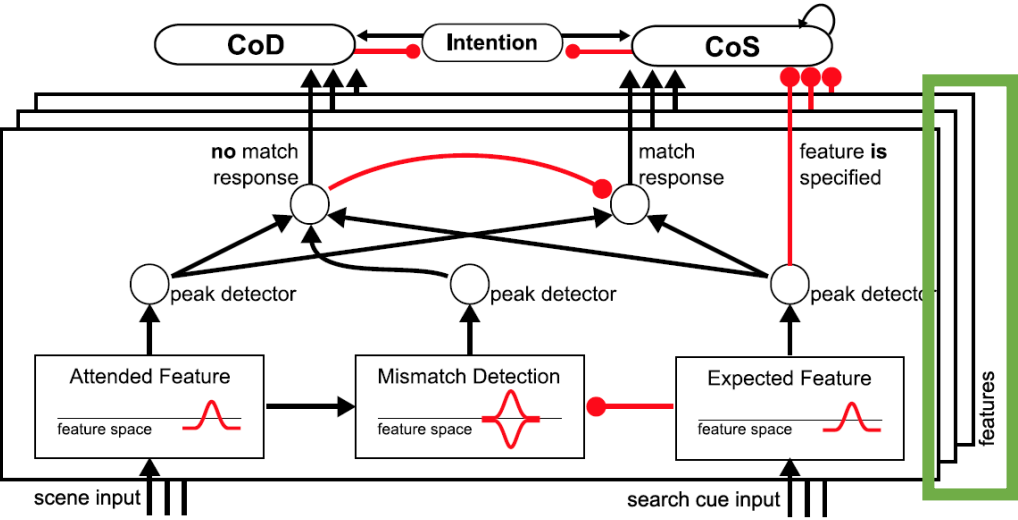 CoD
Intention
CoS
no match
response
match
response
feature is
specified
peak detector
peak detector
peak detector
Attended Feature
feature space
Mismatch Detection
feature space
Expected Feature
feature space
features
scene input
search cue input